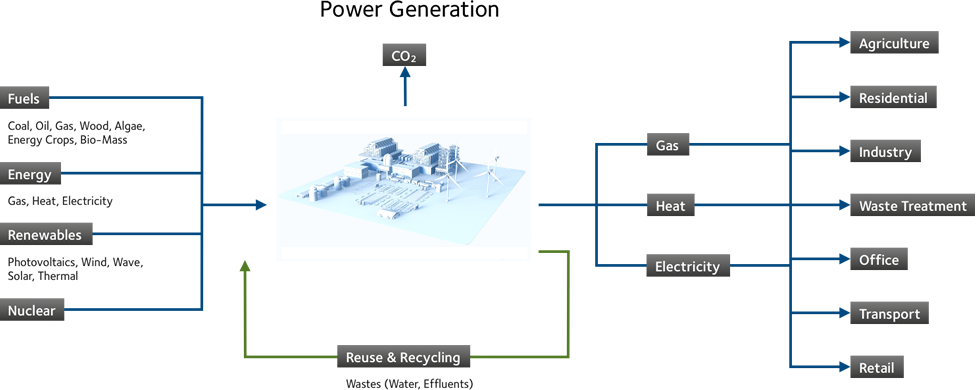 Power Generation
CO₂
Fuels
Coal, Oil, Gas, Wood, Algae,
Energy Crops, Bio-Mass
Energy
Gas, Heat, Electricity
Renewables
Photovoltaics, Wind, Wave,
Solar, Thermal
Nuclear
Reuse & Recycling
Wastes (Water, Effluents)
Gas
Heat
Electricity
Agriculture
Residential
Industry
Waste Treatment
Office
Transport
Retail